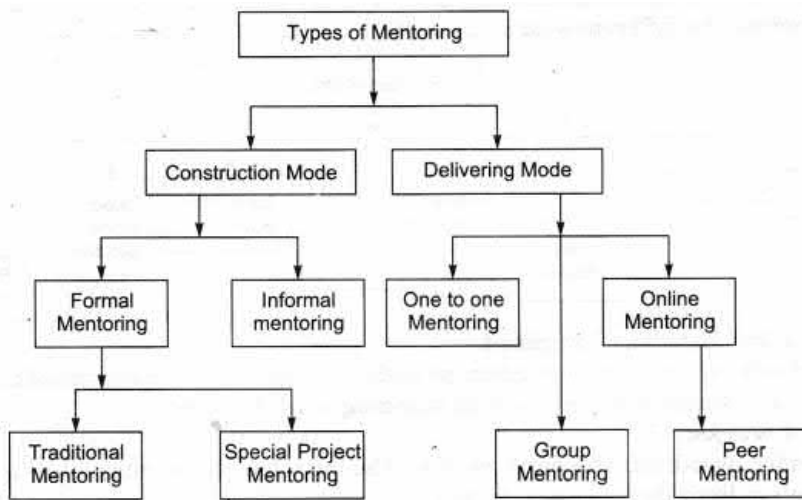 Types of Mentoring
Construction Mode
Delivering Mode
Formal
Mentoring
Informal
mentoring
One to one
Mentoring
Online
Mentoring
Traditional
Mentoring
Special Project
Mentoring
Group
Mentoring
Peer
Mentoring